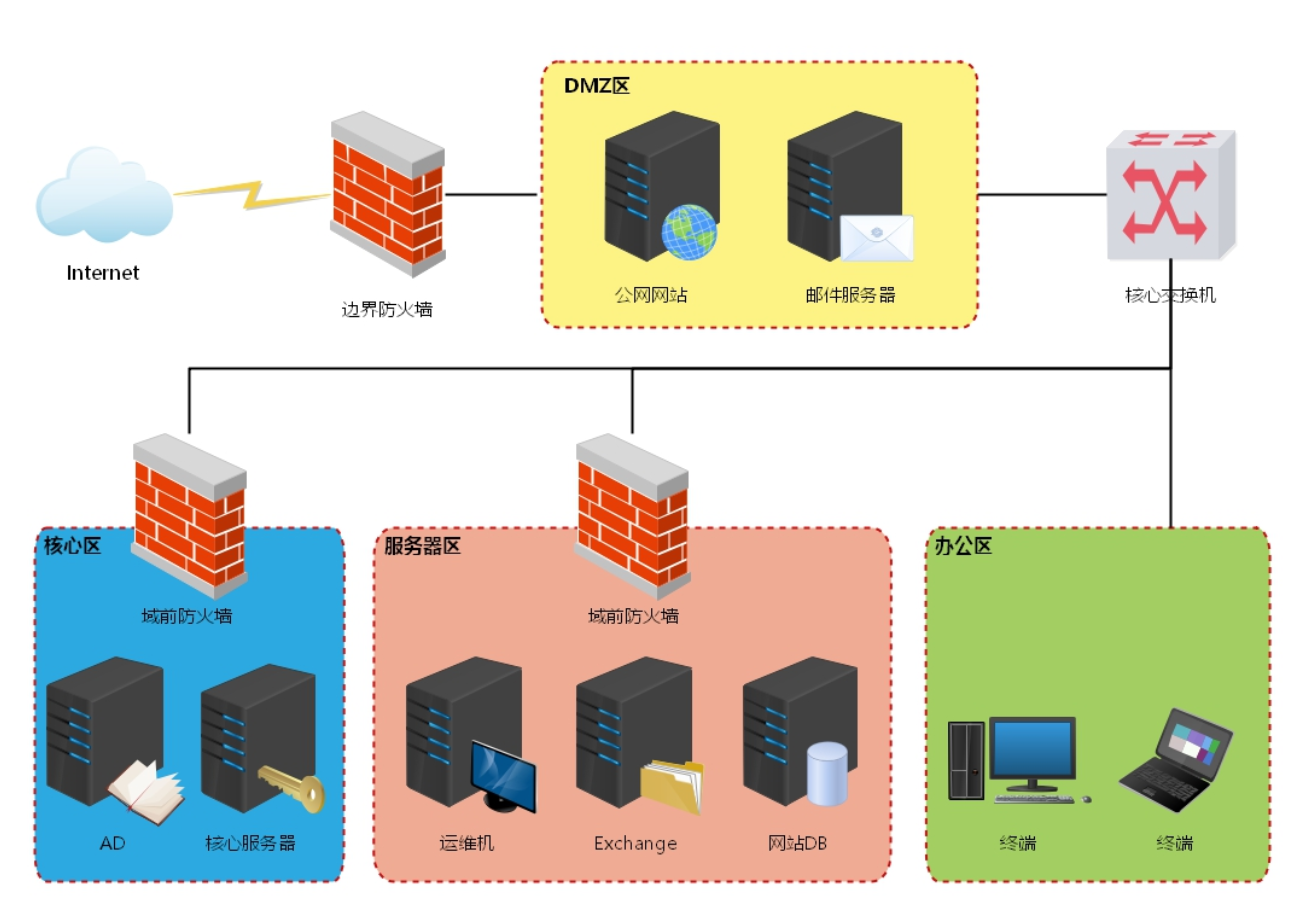 DMZ区
Internet
边界防火墙
公网网站
邮件服务器
核心交换机
核心区
服务器区
办公区
域前防火墙
域前防火墙
AD
核心服务器
运维机
Exchange
网站DB
终端
终端